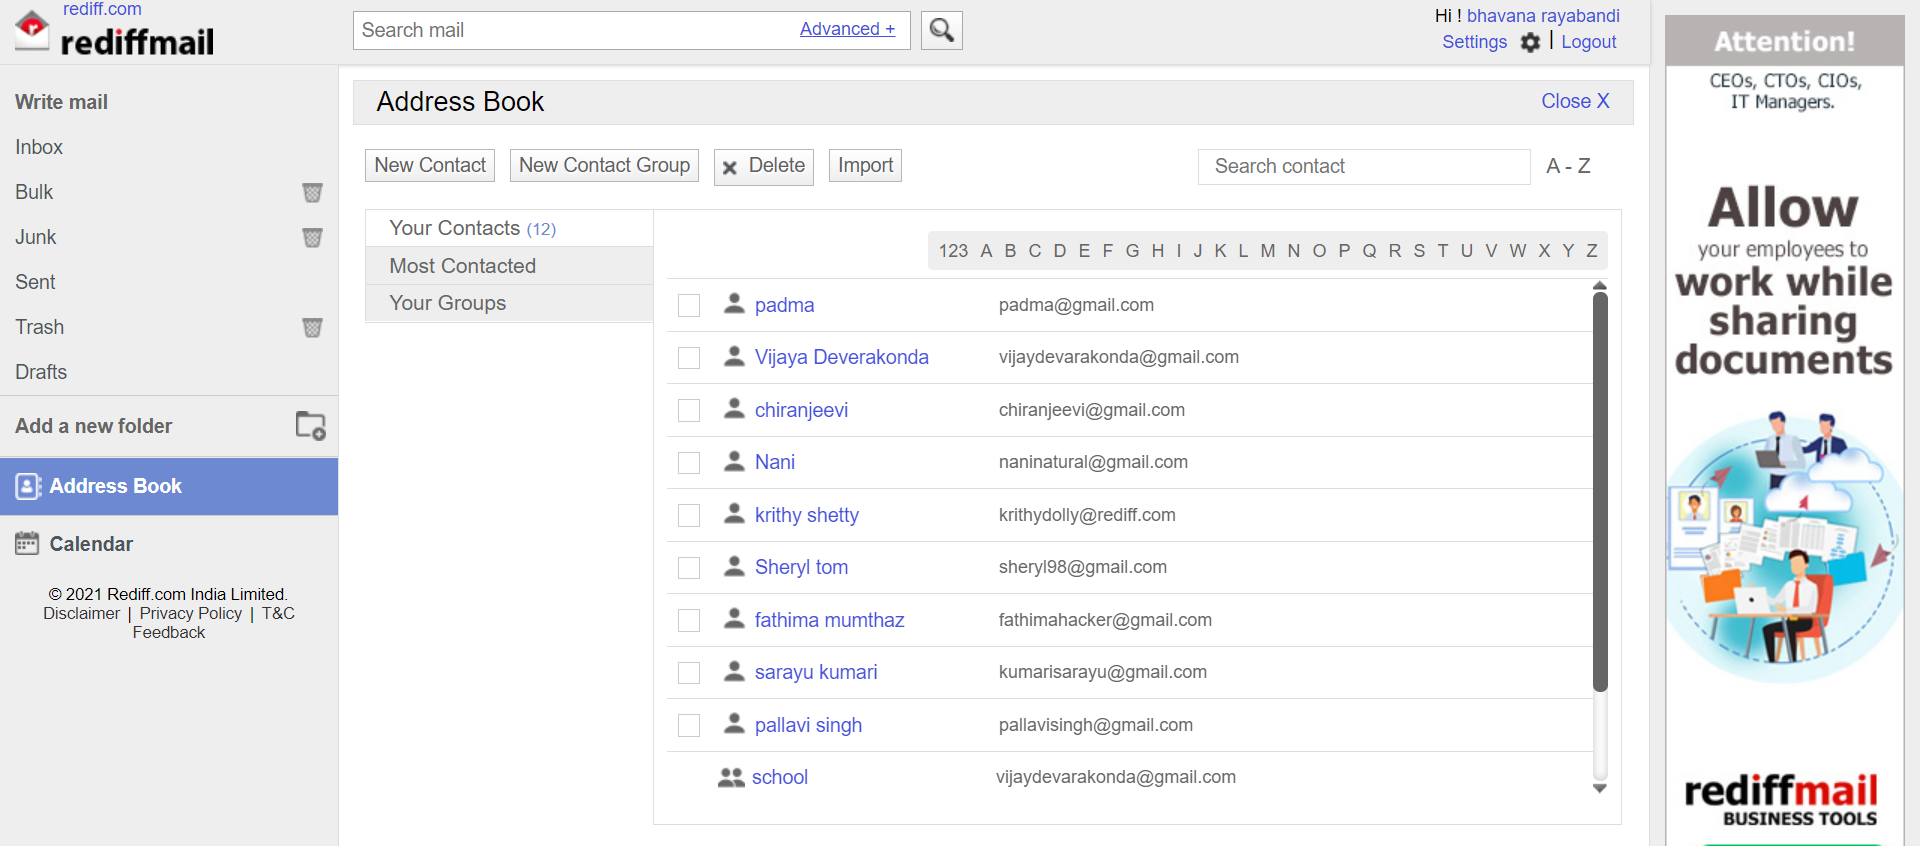 rediff.com
rediffmail
Search mail
Advanced +
Hi ! bhavana rayabandi
Settings | Logout
Write mail
Inbox
Bulk
Junk
Sent
Trash
Drafts
Add a new folder
Address Book
Calendar
© 2021 Rediff.com India Limited.
Disclaimer | Privacy Policy | T&C
Feedback
Address Book
Close X
New Contact
New Contact Group
Delete
Import
Search contact
A - Z
Your Contacts (12)
Most Contacted
Your Groups
123 A B C D E F G H I J K L M N O P Q R S T U V W X Y Z
padma padma@gmail.com
Vijaya Deverakonda vijaydevarakonda@gmail.com
chiranjeevi chiranjeevi@gmail.com
Nani naninatural@gmail.com
krithy shetty krithydolly@rediff.com
Sheryl tom sheryl98@gmail.com
fathima mumthaz fathimahacker@gmail.com
sarayu kumari kumarisarayu@gmail.com
pallavi singh pallavisingh@gmail.com
school vijaydevarakonda@gmail.com
Attention!
CEOs, CTOs, CIOs,
IT Managers.
Allow
your employees to
work while
sharing
documents
rediffmail
BUSINESS TOOLS